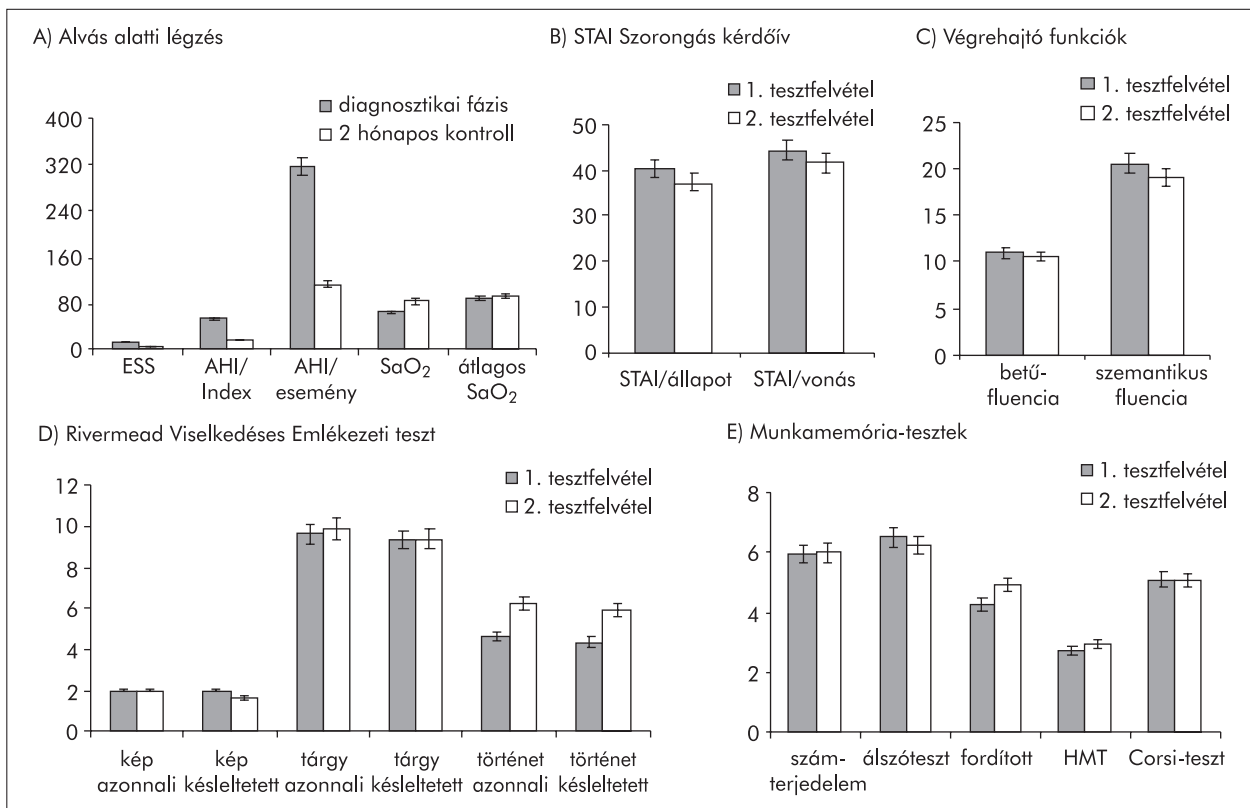 A) Alvás alatti légzés
diagnosztikai fázis
2 hónapos kontroll
400
320
240
160
80
0
ESS
AHI/
Index
AHI/
esemény
SaO2
átlagos
SaO2
B) STAI Szorongás kérdőív
1. tesztfelvétel
2. tesztfelvétel
50
40
30
20
10
0
STAI/állapot
STAI/vonás
C) Végrehajtó funkciók
1. tesztfelvétel
2. tesztfelvétel
25
20
15
10
5
0
betű-
fluencia
szemantikus
fluencia
D) Rivermead Viselkedéses Emlékezeti teszt
1. tesztfelvétel
2. tesztfelvétel
12
10
8
6
4
2
0
kép
azonnali
kép
késleltetett
tárgy
azonnali
tárgy
késleltetett
történet
azonnali
történet
késleltetett
E) Munkamemória-tesztek
1. tesztfelvétel
2. tesztfelvétel
8
6
4
2
0
szám-
terjedelem
álszóteszt
fordított
HMT
Corsi-teszt